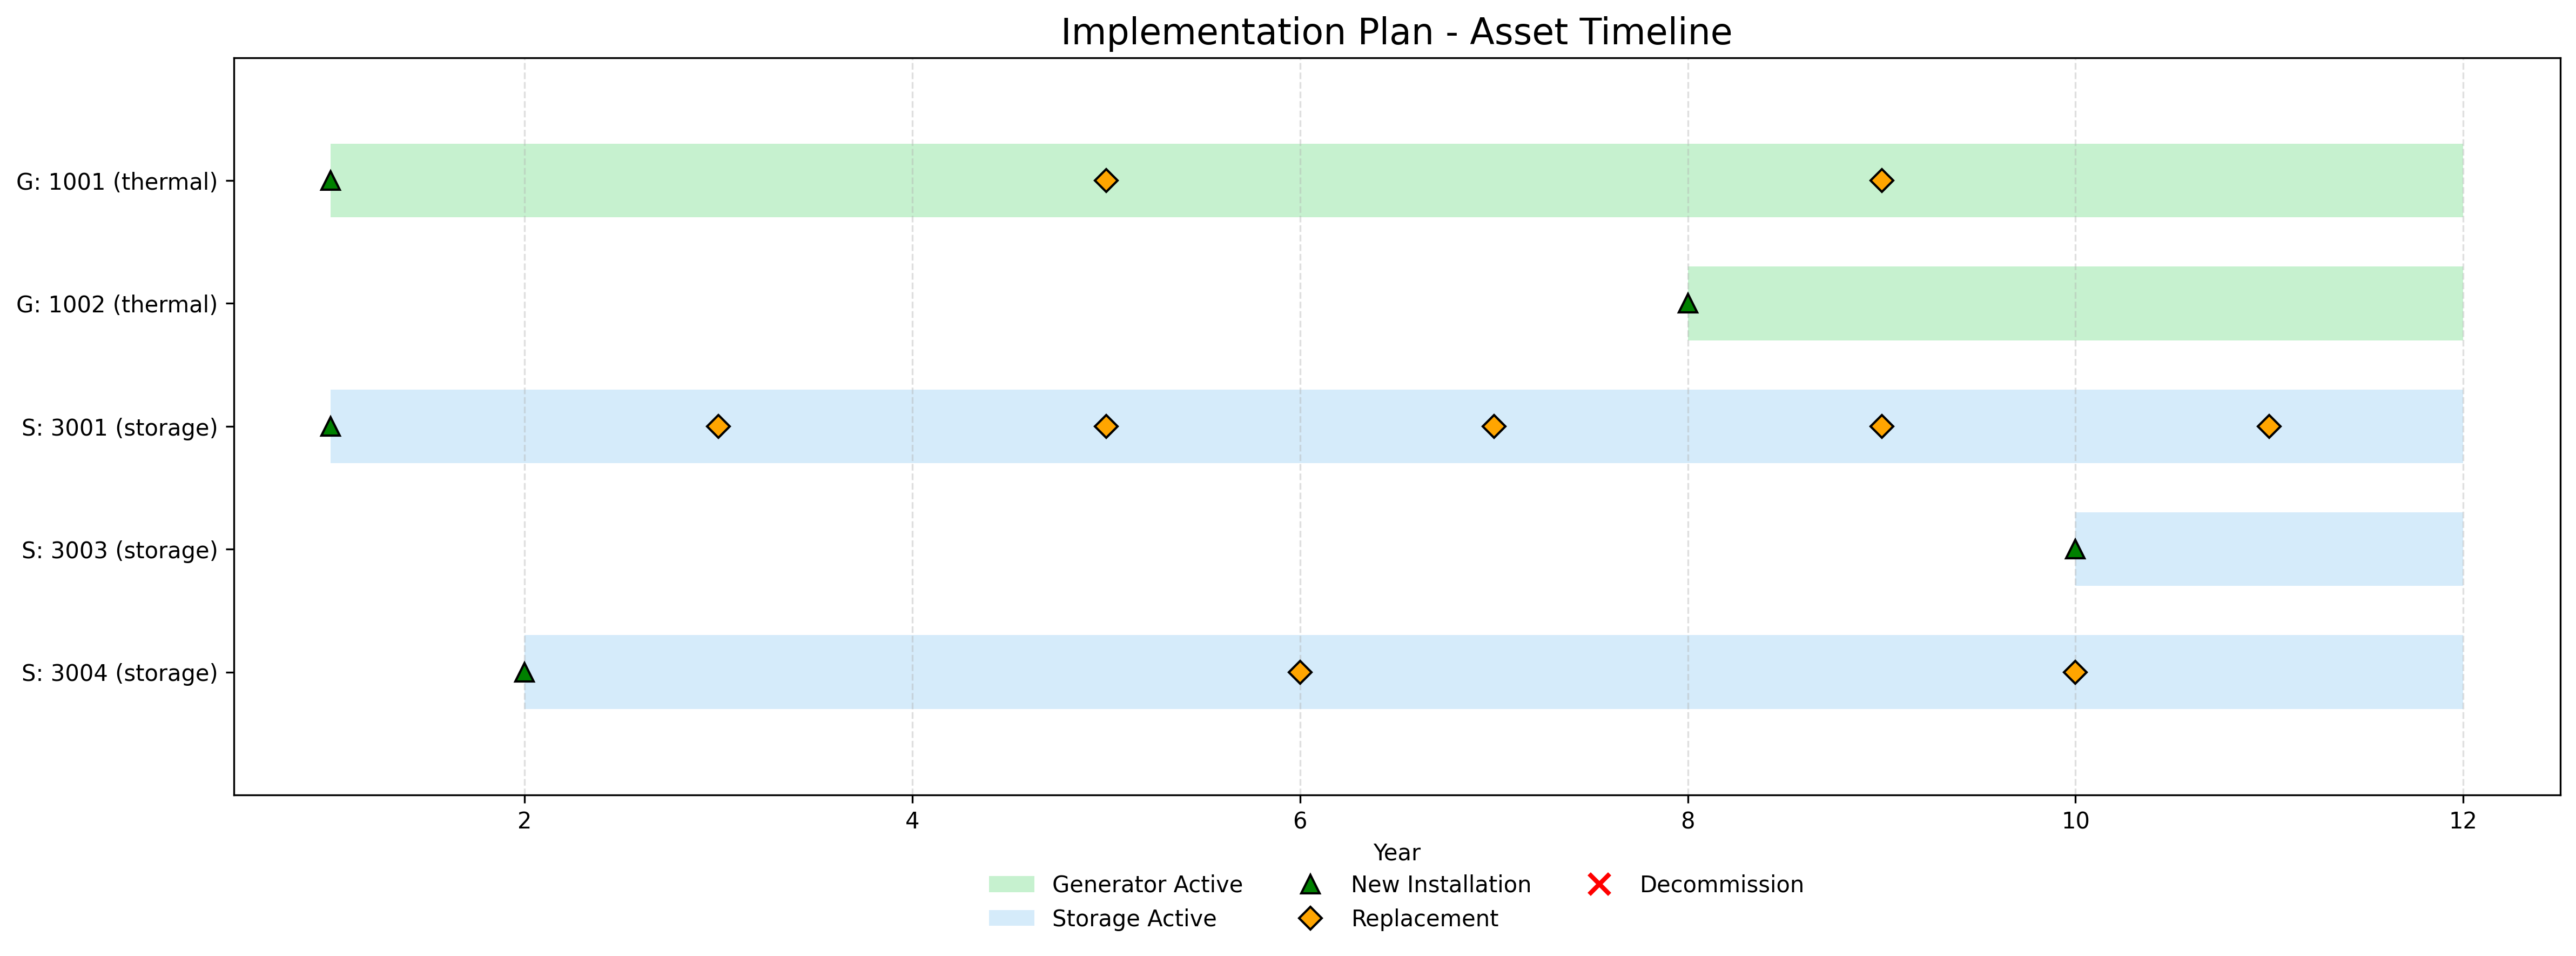 Implementation Plan - Asset Timeline
G: 1001 (thermal)
G: 1002 (thermal)
S: 3001 (storage)
S: 3003 (storage)
S: 3004 (storage)
2 4 6 8 10 12
Year
Generator Active
Storage Active
New Installation
Replacement
Decommission